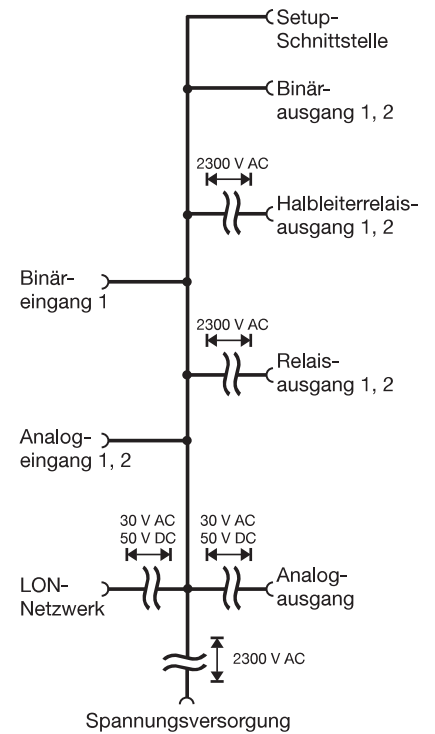 Setup-
Schnittstelle
Binär-
ausgang 1, 2
2300 V AC
Halbleiterrelais-
ausgang 1, 2
Binär-
eingang 1
2300 V AC
Relais-
ausgang 1, 2
Analog-
eingang 1, 2
30 V AC
50 V DC
30 V AC
50 V DC
LON-
Netzwerk
Analog-
ausgang
2300 V AC
Spannungsversorgung